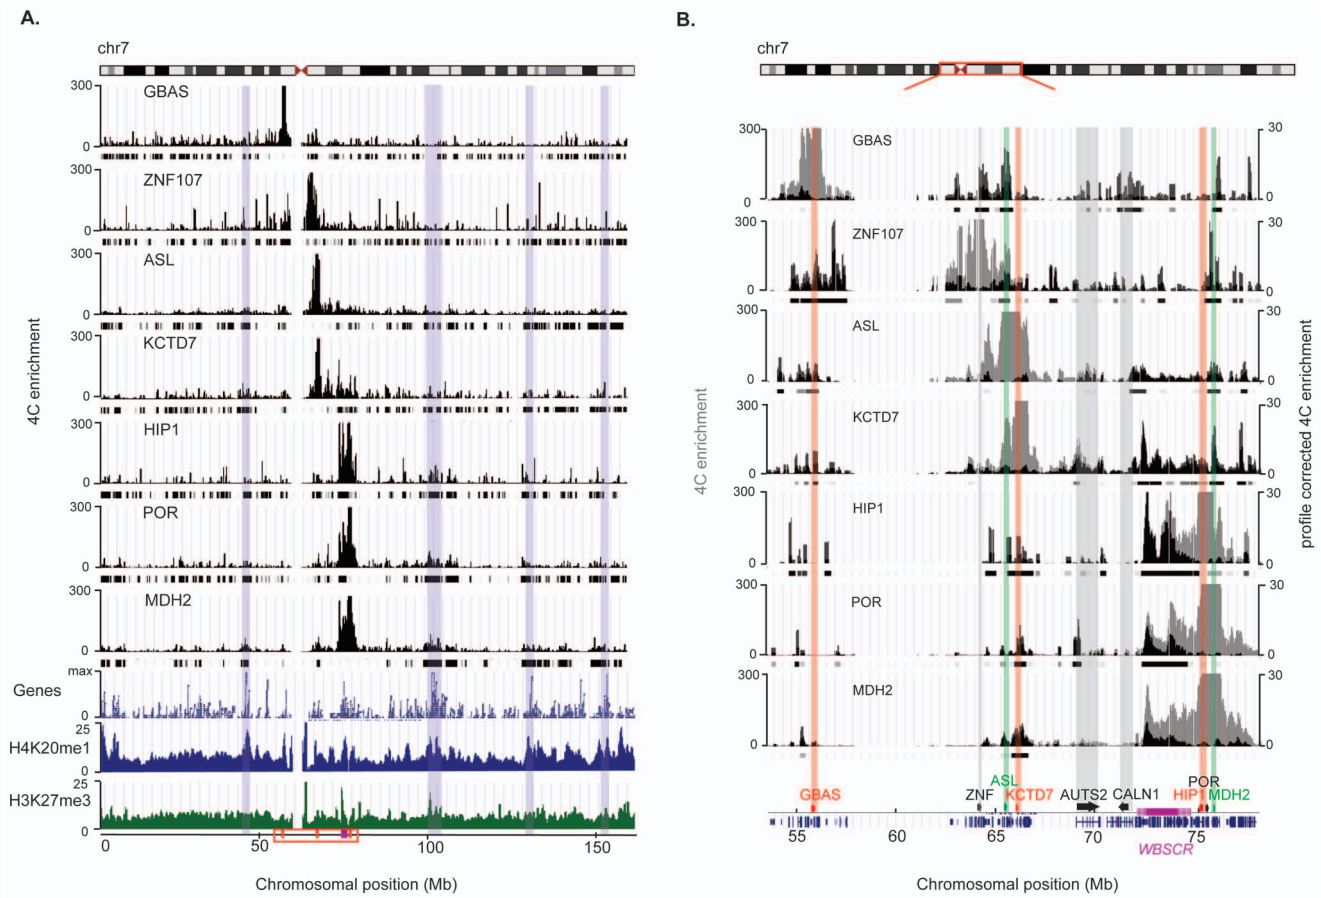 A.
chr7
4C enrichment
300
GBAS
0
300
ZNF107
0
300
ASL
0
300
KCTD7
0
300
HIP1
0
300
POR
0
300
MDH2
0
Genes
max
0
H4K20me1
25
0
H3K27me3
25
0
0 50 100 150
Chromosomal position (Mb)
B.
chr7
4C enrichment
profile corrected 4C enrichment
300 30
GBAS
0 0
300 30
ZNF107
0 0
300 30
ASL
0 0
300 30
KCTD7
0 0
300 30
HIP1
0 0
300 30
POR
0 0
300 30
MDH2
0 0
ASL POR
GBAS ZNF KCTD7 AUTS2 CALN1 HIP1 MDH2
55 60 65 70 75
WBSCR
Chromosomal position (Mb)